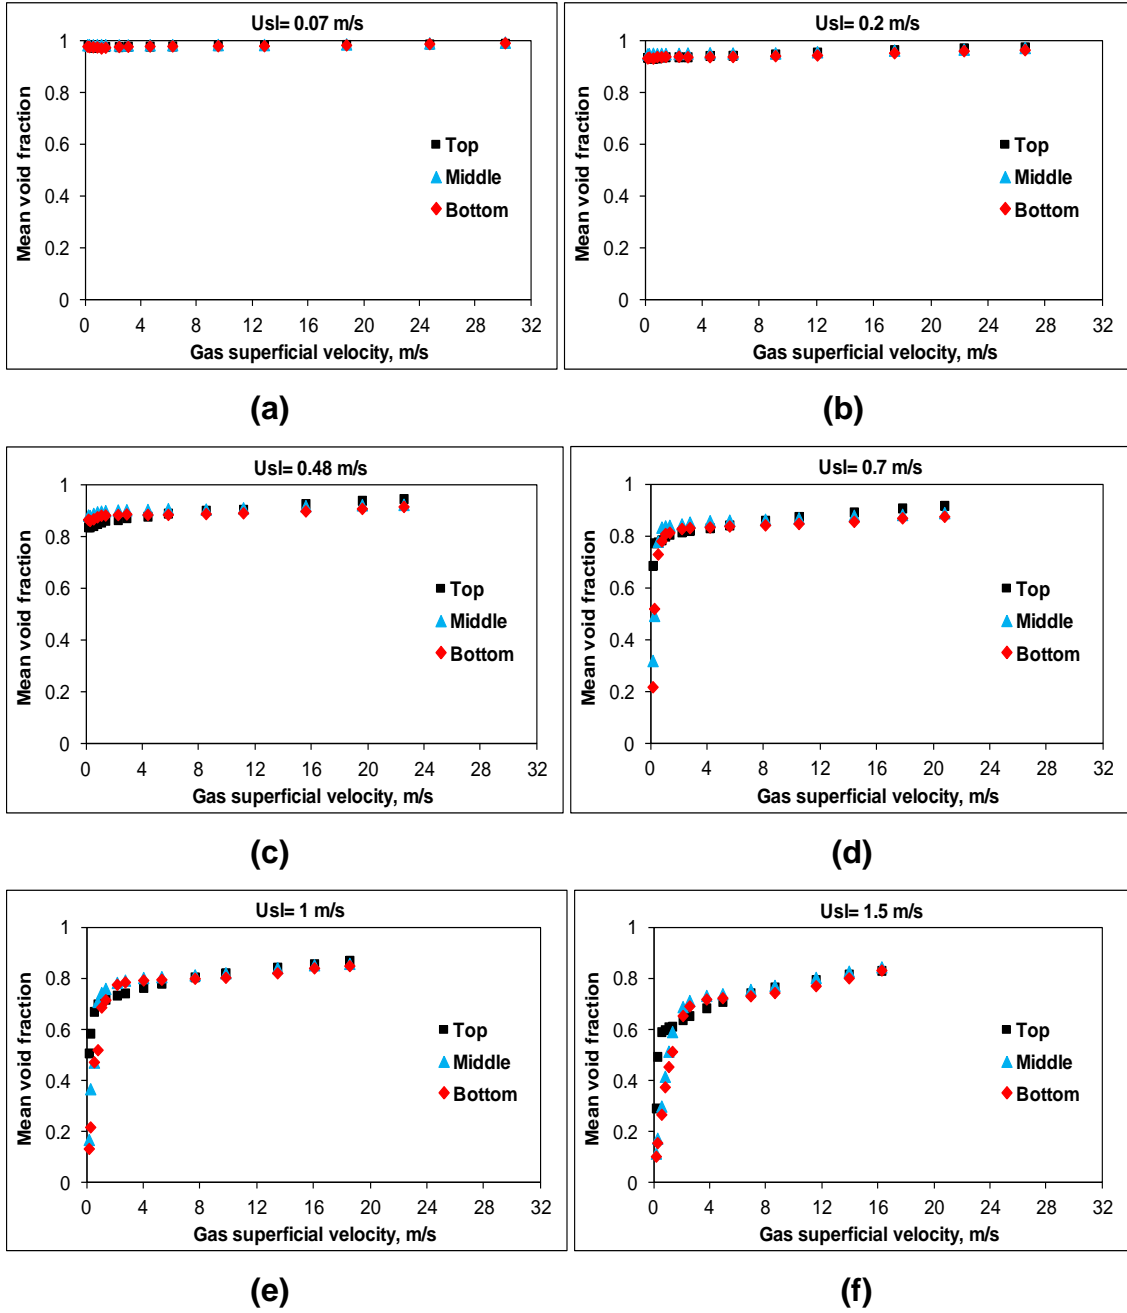 Usl= 0.07 m/s
Mean void fraction
1
0.8
0.6
0.4
0.2
0
Top
Middle
Bottom
0 4 8 12 16 20 24 28 32
Gas superficial velocity, m/s
(a)
Usl= 0.2 m/s
Mean void fraction
1
0.8
0.6
0.4
0.2
0
Top
Middle
Bottom
0 4 8 12 16 20 24 28 32
Gas superficial velocity, m/s
(b)
Usl= 0.48 m/s
Mean void fraction
1
0.8
0.6
0.4
0.2
0
Top
Middle
Bottom
0 4 8 12 16 20 24 28 32
Gas superficial velocity, m/s
(c)
Usl= 0.7 m/s
Mean void fraction
1
0.8
0.6
0.4
0.2
0
Top
Middle
Bottom
0 4 8 12 16 20 24 28 32
Gas superficial velocity, m/s
(d)
Usl= 1 m/s
Mean void fraction
1
0.8
0.6
0.4
0.2
0
Top
Middle
Bottom
0 4 8 12 16 20 24 28 32
Gas superficial velocity, m/s
(e)
Usl= 1.5 m/s
Mean void fraction
1
0.8
0.6
0.4
0.2
0
Top
Middle
Bottom
0 4 8 12 16 20 24 28 32
Gas superficial velocity, m/s
(f)